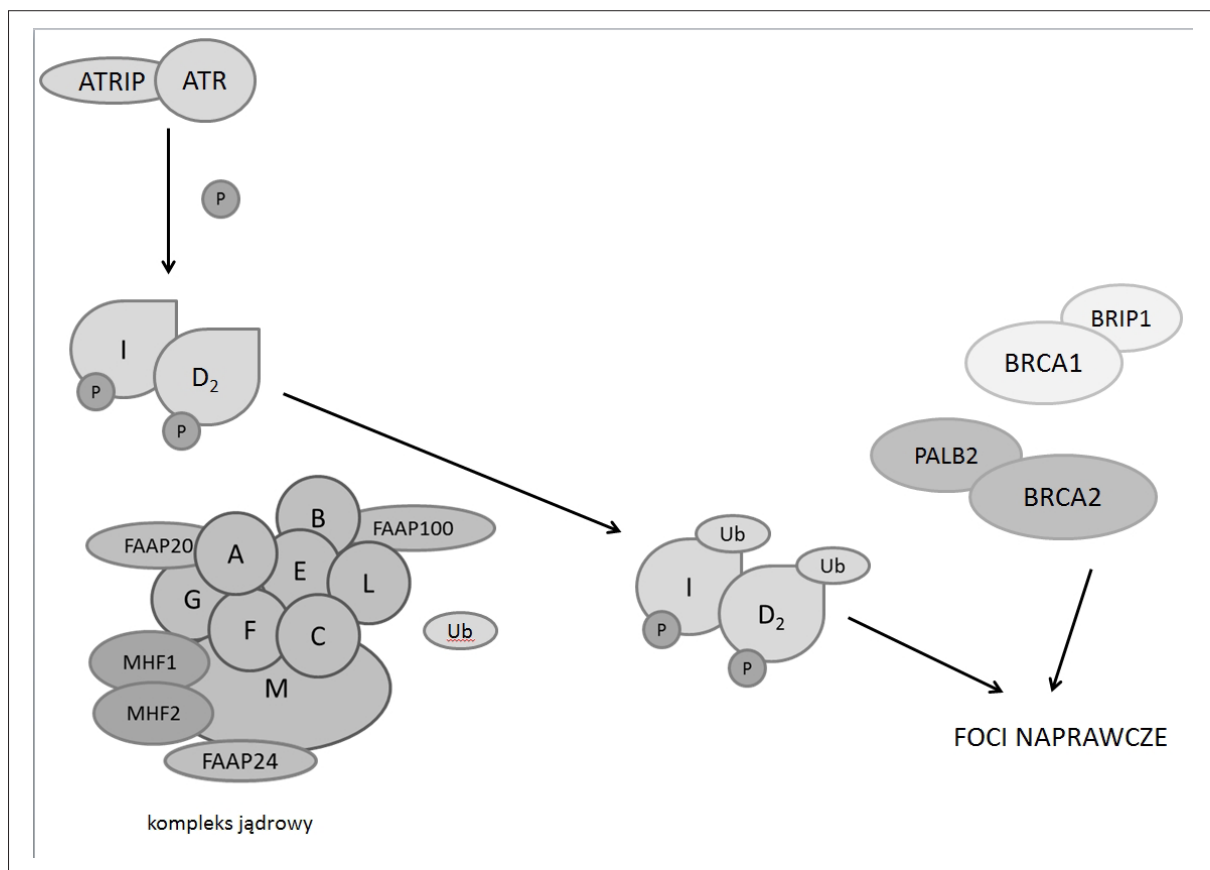 ATRIP
ATR
P
I
D2
P
P
BRIP1
BRCA1
PALB2
BRCA2
B
FAAP100
FAAP20
A
E
L
G
F
C
Ub
MHF1
M
MHF2
FAAP24
kompleks jądrowy
Ub
Ub
I
D2
P
P
FOCI NAPRAWCZE